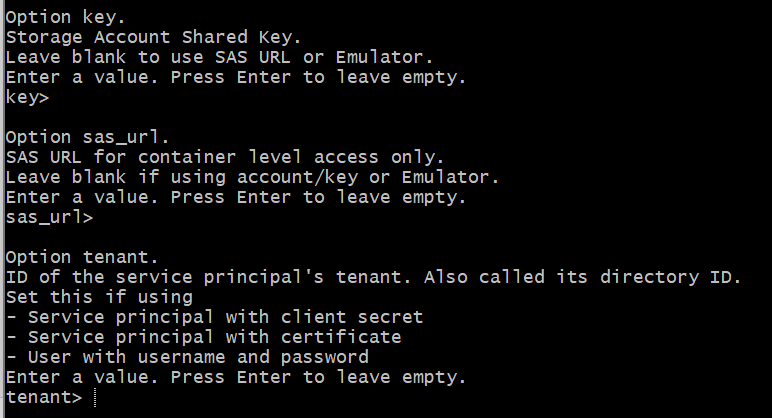 Option key.
Storage Account Shared Key.
Leave blank to use SAS URL or Emulator.
Enter a value. Press Enter to leave empty.
key>
Option sas_url.
SAS URL for container level access only.
Leave blank if using account/key or Emulator.
Enter a value. Press Enter to leave empty.
sas_url>
Option tenant.
ID of the service principal's tenant. Also called its directory ID.
Set this if using
- Service principal with client secret
- Service principal with certificate
- User with username and password
Enter a value. Press Enter to leave empty.
tenant>